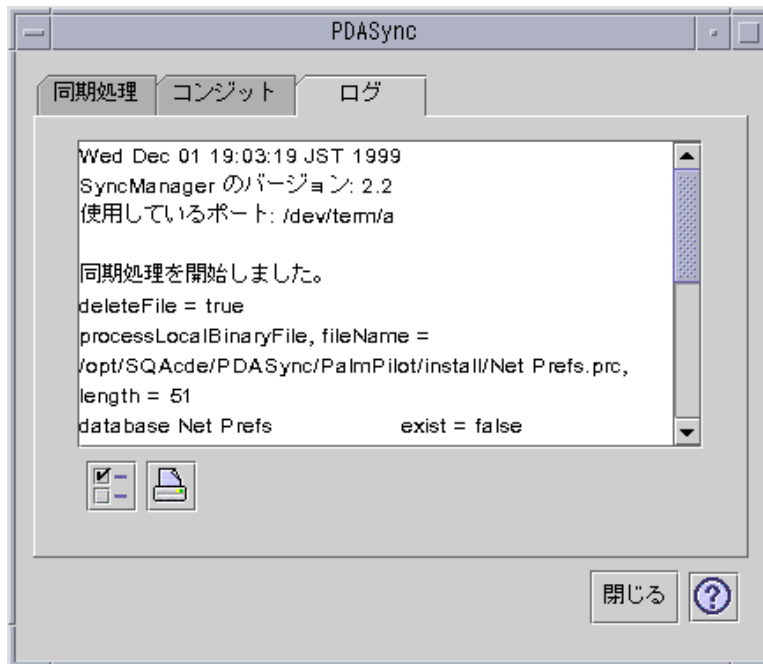 PDASync
同期処理 コンジット ログ
Wed Dec 01 19:03:19 JST 1999
SyncManager のバージョン: 2.2
使用しているポート: /dev/term/a
同期処理を開始しました。
deleteFile = true
processLocalBinaryFile, fileName =
/opt/SQAcde/PDASync/PalmPilot/install/Net Prefs.prc,
length = 51
database Net Prefs exist = false
閉じる ?